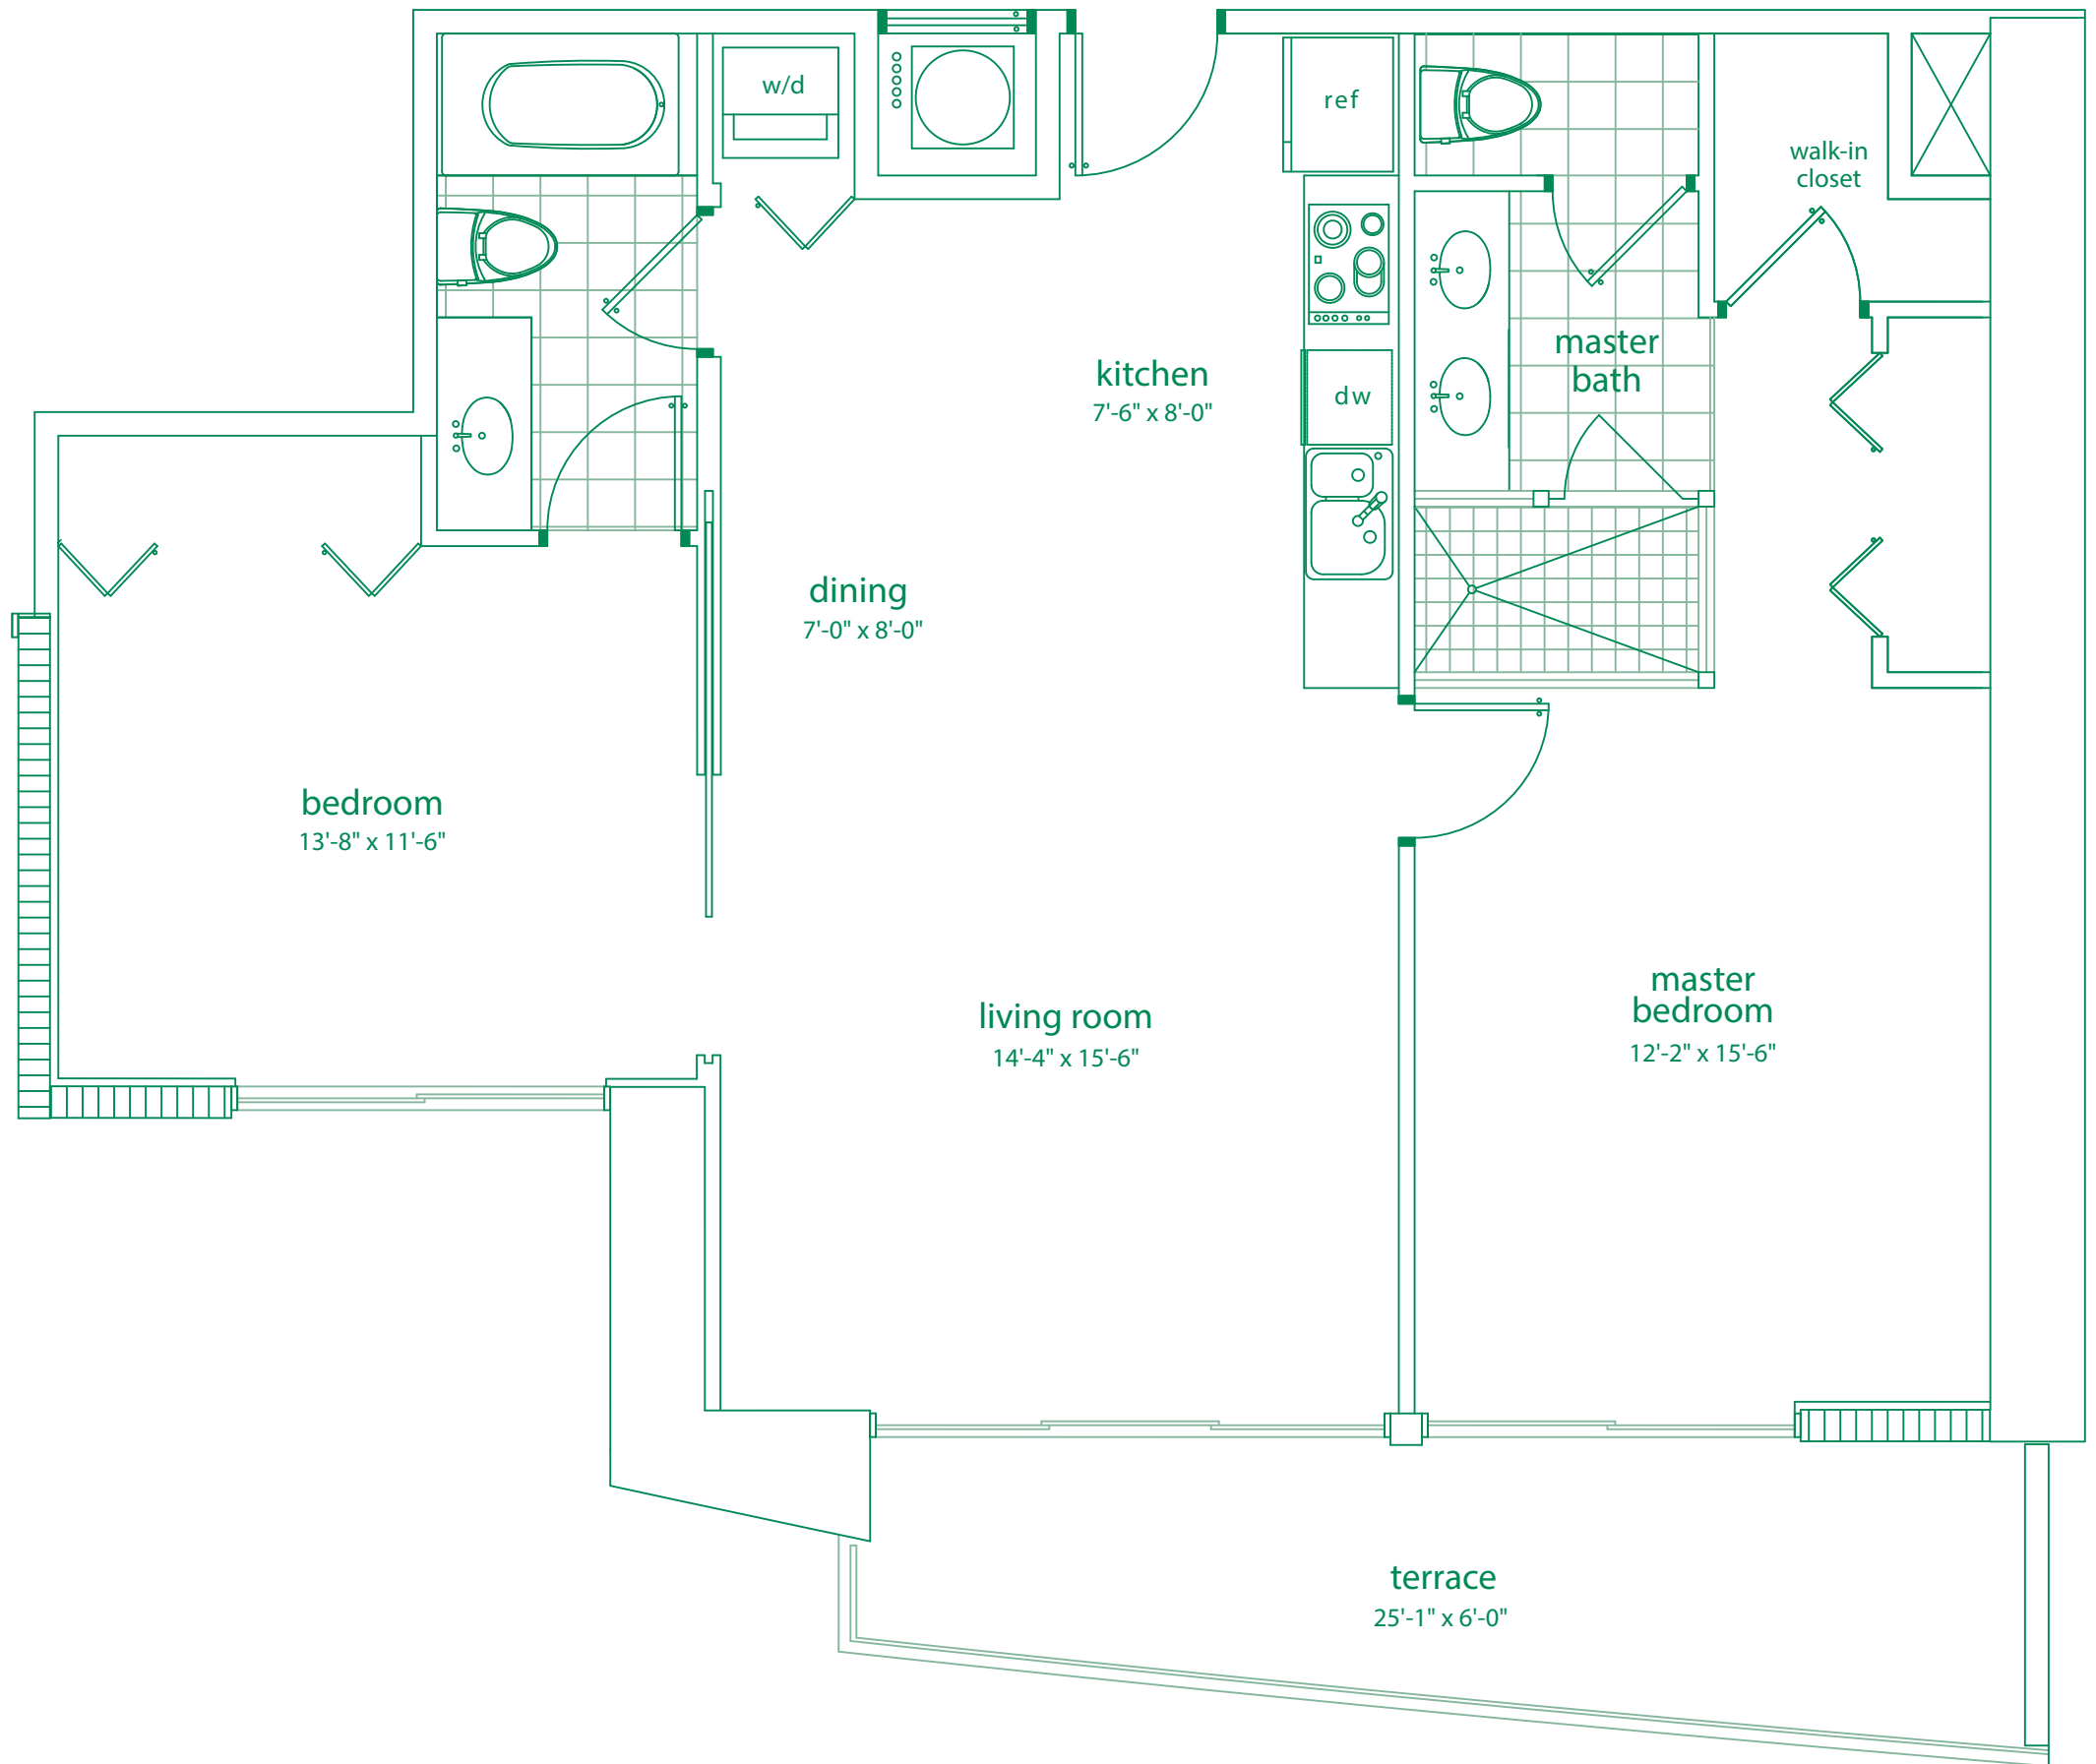 w/d
ref
walk-in
closet
master
bath
kitchen
7'-6" x 8'-0"
dw
dining
7'-0" x 8'-0"
bedroom
13'-8" x 11'-6"
living room
14'-4" x 15'-6"
master
bedroom
12'-2" x 15'-6"
terrace
25'-1" x 6'-0"